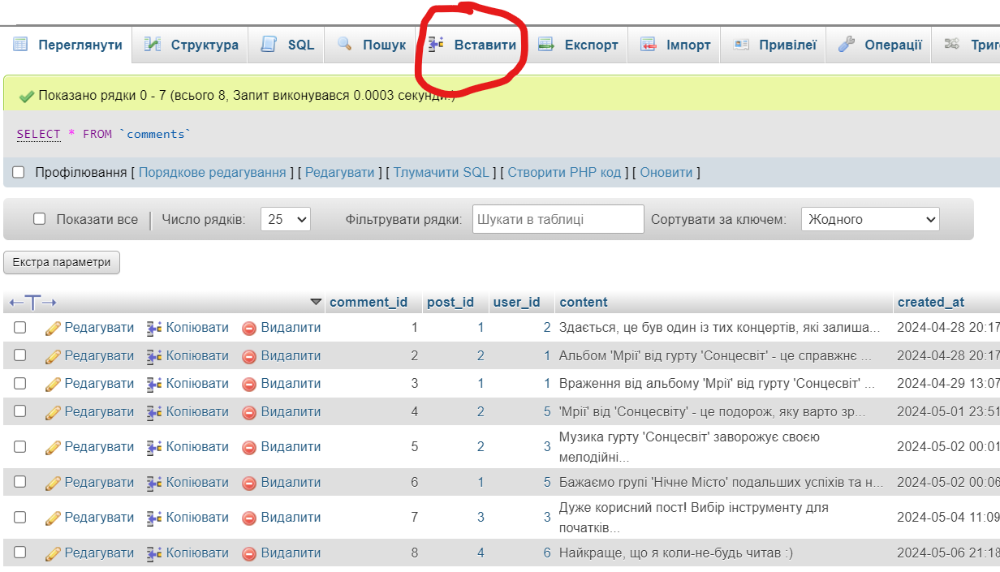 Переглянути Структура SQL Пошук Вставити Експорт Імпорт Привілеї Операції
Показано рядки 0 - 7 (всього 8, Запит виконувався 0.0003 секунди.)
SELECT * FROM `comments`
Профілювання [ Порядкове редагування ] [ Редагувати ] [ Тлумачити SQL ] [ Створити PHP код ] [ Оновити ]
Показати все Число рядків: 25 Фільтрувати рядки: Шукати в таблиці Сортувати за ключем: Жодного
Екстра параметри
comment_id post_id user_id content created_at
Редагувати Копіювати Видалити 1 1 2 Здається, це був один із тих концертів, які залиша... 2024-04-28 20:17
Редагувати Копіювати Видалити 2 2 1 Альбом 'Мрії' від гурту 'Сонцесвіт' - це справжнє ... 2024-04-28 20:17
Редагувати Копіювати Видалити 3 1 1 Враження від альбому 'Мрії' від гурту 'Сонцесвіт' ... 2024-04-29 13:07
Редагувати Копіювати Видалити 4 2 5 'Мрії' від 'Сонцесвіту' - це подорож, яку варто зр... 2024-05-01 23:51
Редагувати Копіювати Видалити 5 2 3 Музика гурту 'Сонцесвіт' заворожує своєю 2024-05-02 00:01
мелодійні...
Редагувати Копіювати Видалити 6 1 5 Бажаємо групі 'Нічне Місто' подальших успіхів та н... 2024-05-02 00:06
Редагувати Копіювати Видалити 7 3 3 Дуже корисний пост! Вибір інструменту для 2024-05-04 11:09
початків...
Редагувати Копіювати Видалити 8 4 6 Найкраще, що я коли-не-будь читав :) 2024-05-06 21:18